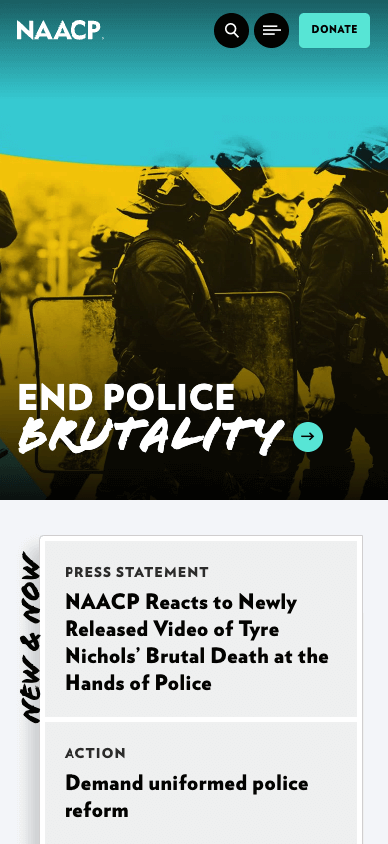 NAACP.
DONATE
END POLICE
BRUTALITY
NEW & NOW
PRESS STATEMENT
NAACP Reacts to Newly
Released Video of Tyre
Nichols’ Brutal Death at the
Hands of Police
ACTION
Demand uniformed police
reform